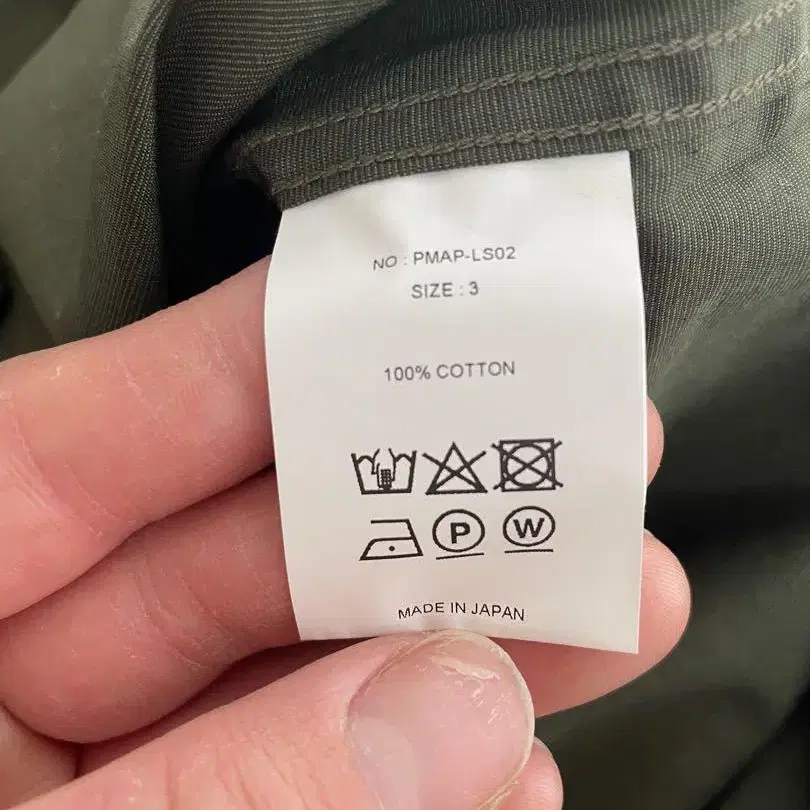 NO : PMAP-LS02
SIZE : 3
100% COTTON
P W
MADE IN JAPAN